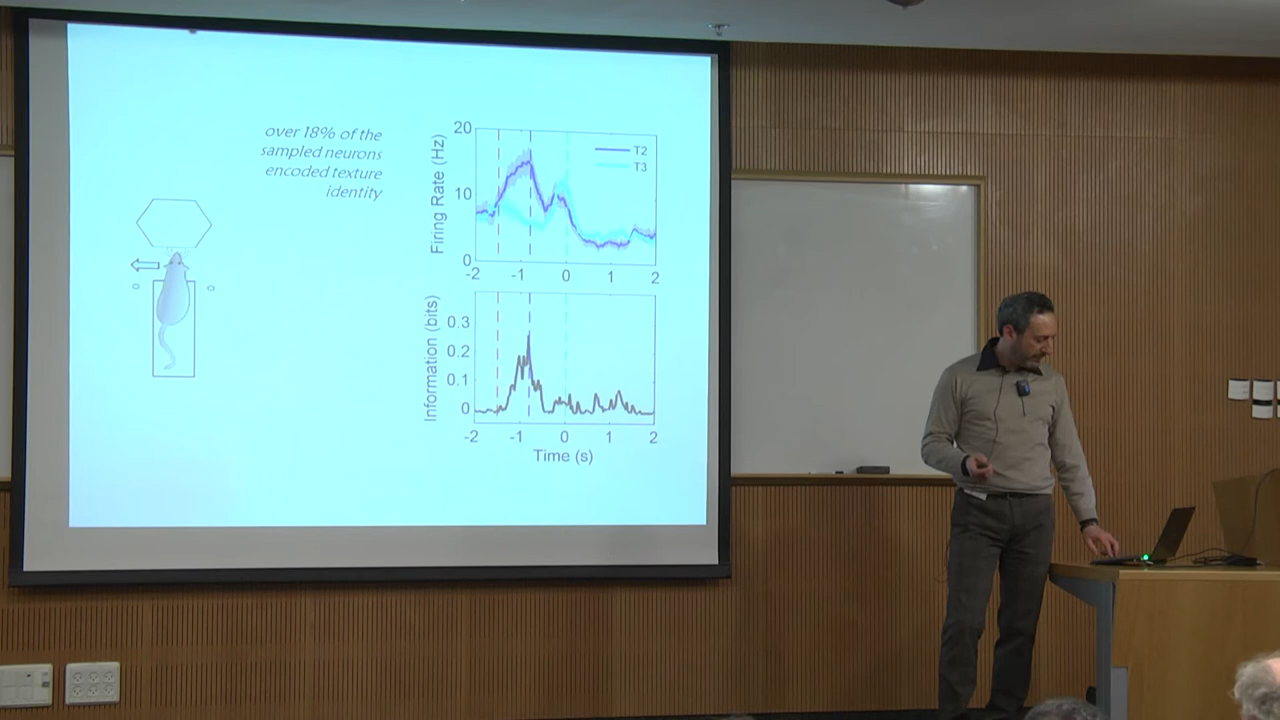 over 18% of the
sampled neurons
encoded texture
identity
Firing Rate (Hz)
20
10
0
T2
T3
-2 -1 0 1 2
Information (bits)
0.3
0.2
0.1
0
-2 -1 0 1 2
Time (s)